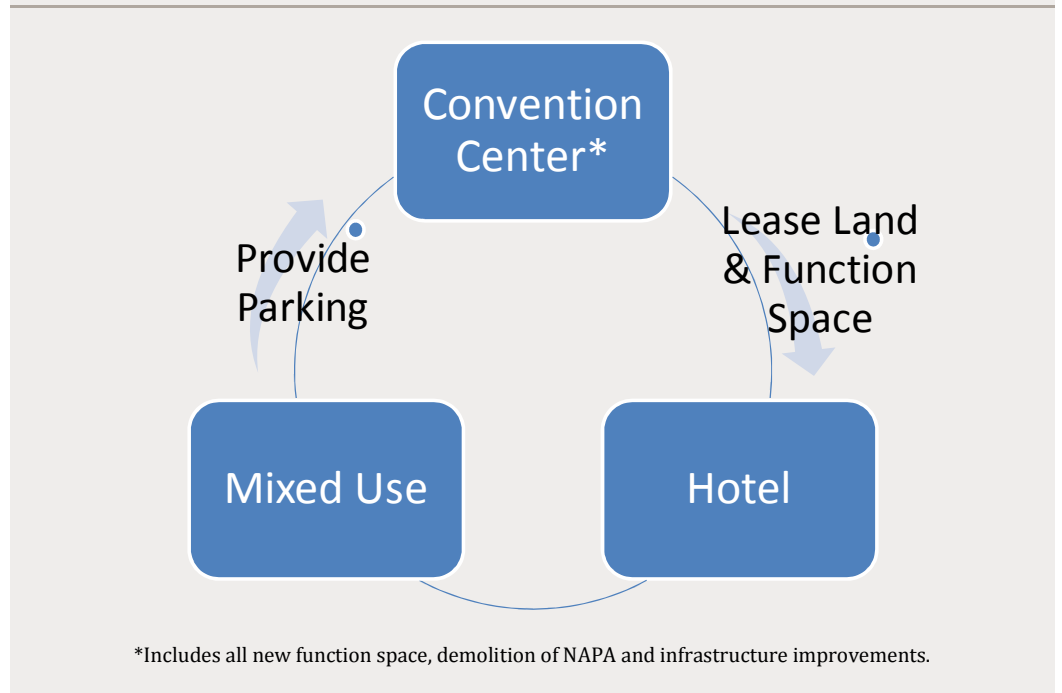 Convention
Center*
Provide
Parking
Lease Land
& Function
Space
Mixed Use
Hotel
*Includes all new function space, demolition of NAPA and infrastructure improvements.